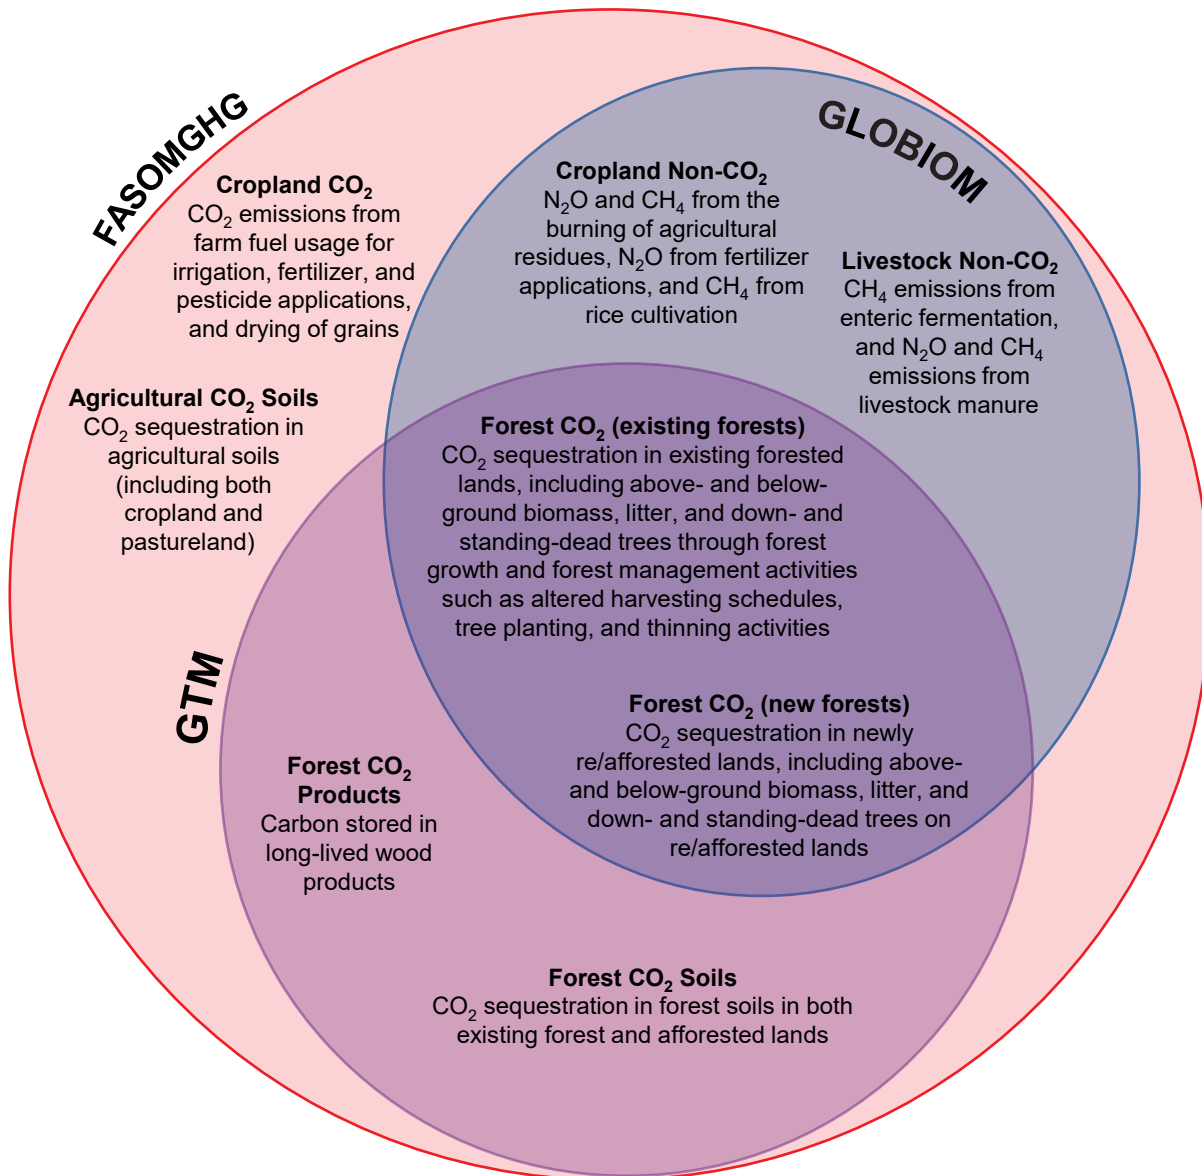 FASOMGHG
GLOBIOM
Cropland CO₂
CO₂ emissions from
farm fuel usage for
irrigation, fertilizer, and
pesticide applications,
and drying of grains
Cropland Non-CO₂
N₂O and CH₄ from the
burning of agricultural
residues, N₂O from fertilizer
applications, and CH₄ from
rice cultivation
Livestock Non-CO₂
CH₄ emissions from
enteric fermentation,
and N₂O and CH₄
emissions from
livestock manure
Agricultural CO₂ Soils
CO₂ sequestration in
agricultural soils
(including both
cropland and
pastureland)
Forest CO₂ (existing forests)
CO₂ sequestration in existing forested
lands, including above- and below-
ground biomass, litter, and down- and
standing-dead trees through forest
growth and forest management activities
such as altered harvesting schedules,
tree planting, and thinning activities
GTM
Forest CO₂ (new forests)
CO₂ sequestration in newly
re/afforested lands, including above-
and below-ground biomass, litter, and
down- and standing-dead trees on
re/afforested lands
Forest CO₂
Products
Carbon stored in
long-lived wood
products
Forest CO₂ Soils
CO₂ sequestration in forest soils in both
existing forest and afforested lands